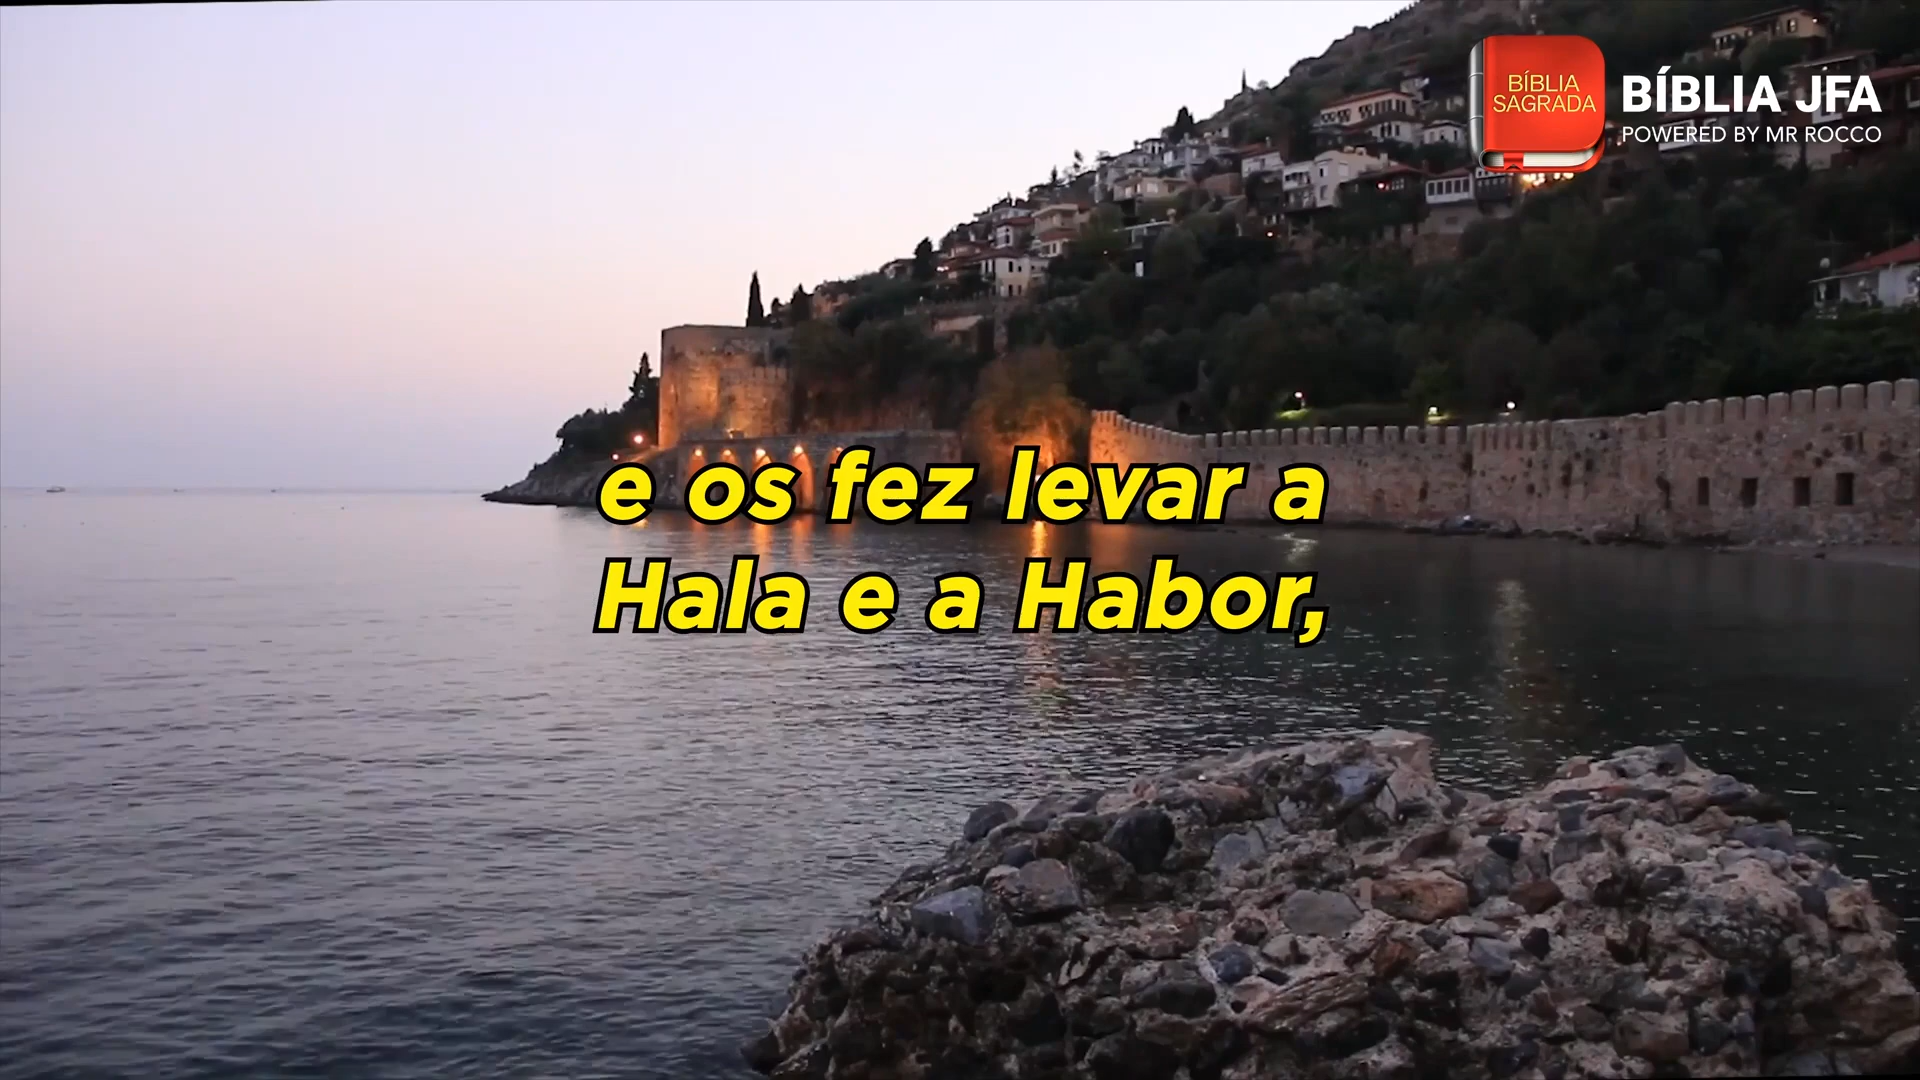 BÍBLIA
SAGRADA
BÍBLIA JFA
POWERED BY MR ROCCO
e os fez levar a
Hala e a Habor,